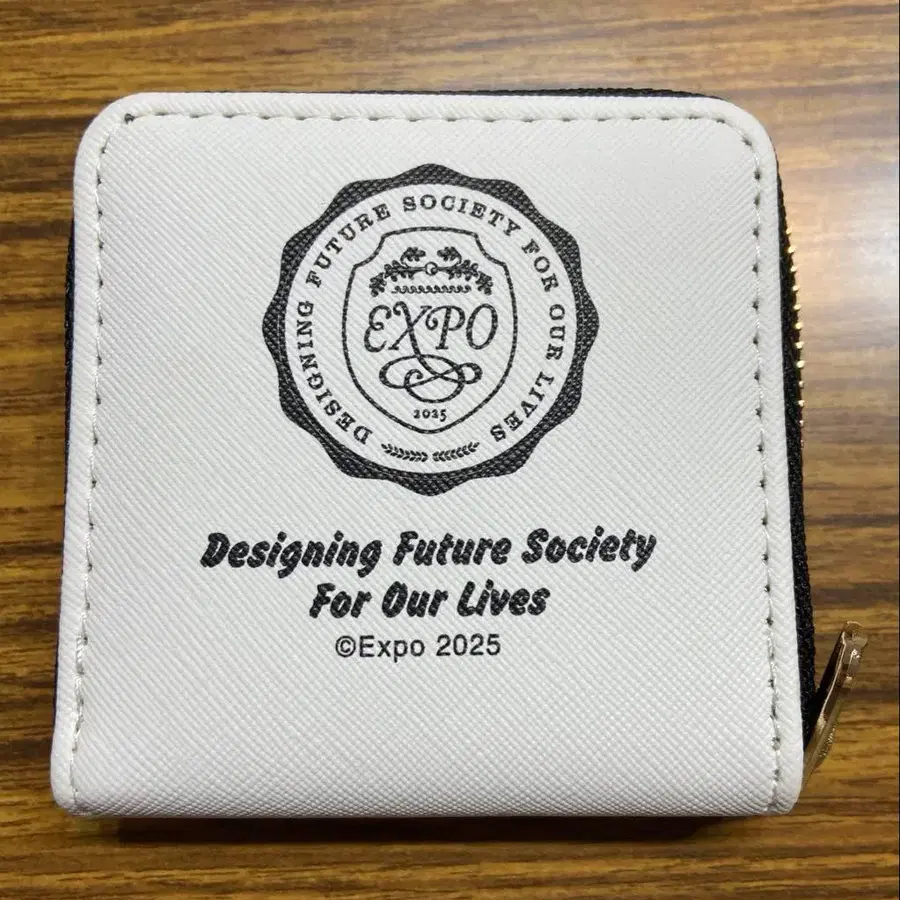 DESIGNING FUTURE SOCIETY FOR OUR LIVES
EXPO
2025
Designing Future Society
For Our Lives
©Expo 2025